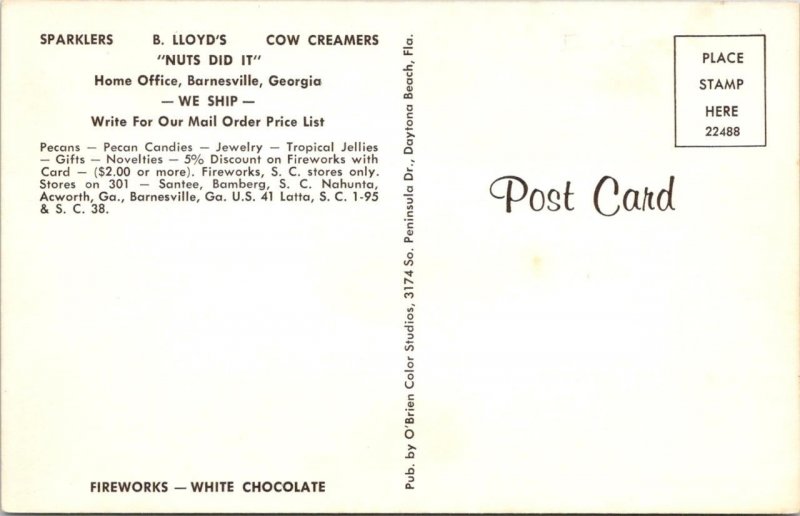 SPARKLERS B. LLOYD'S COW CREAMERS
"NUTS DID IT"
Home Office, Barnesville, Georgia
— WE SHIP —
Write For Our Mail Order Price List
Pecans — Pecan Candies — Jewelry — Tropical Jellies
— Gifts — Novelties — 5% Discount on Fireworks with
Card — ($2.00 or more). Fireworks, S. C. stores only.
Stores on 301 — Santee, Bamberg, S. C. Nahunta,
Acworth, Ga., Barnesville, Ga. U.S. 41 Latta, S. C. 1-95
& S. C. 38.
FIREWORKS — WHITE CHOCOLATE
Pub. by O'Brien Color Studios, 3174 So. Peninsula Dr., Daytona Beach, Fla.
PLACE
STAMP
HERE
22488
Post Card